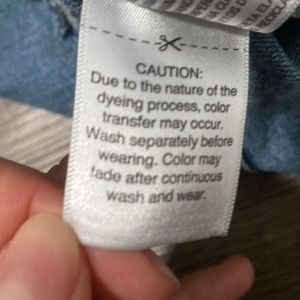 CAUTION:
Due to the nature of the
dyeing process, color
transfer may occur.
Wash separately before
wearing. Color may
fade after continuous
wash and wear.